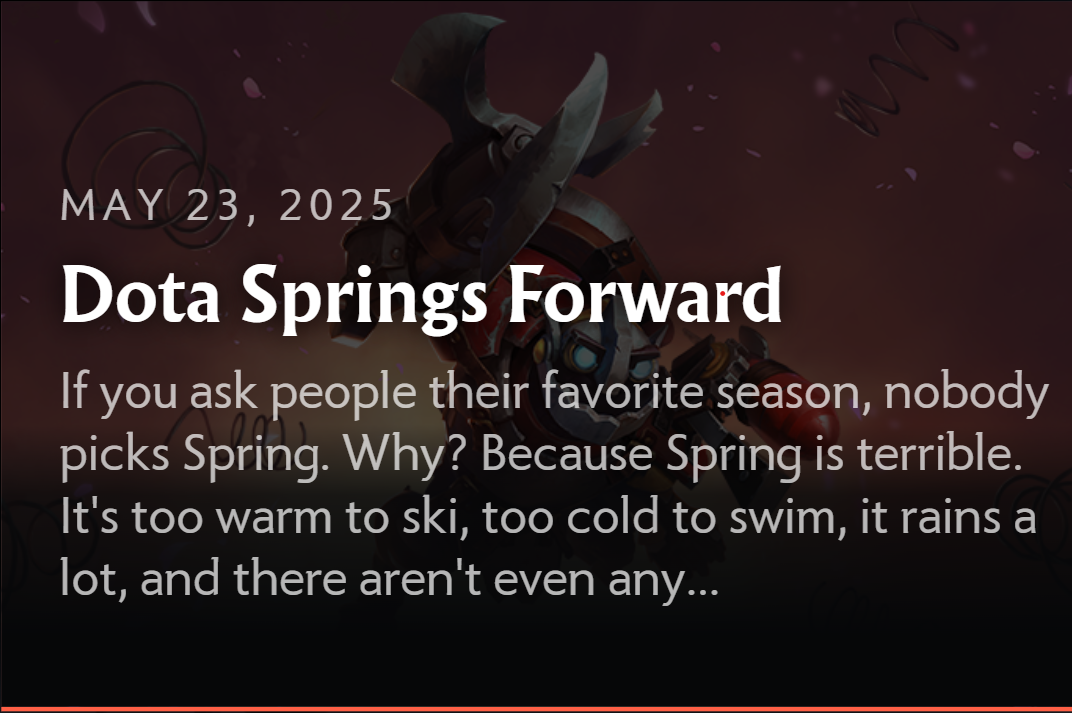 MAY 23, 2025
Dota Springs Forward
If you ask people their favorite season, nobody
picks Spring. Why? Because Spring is terrible.
It's too warm to ski, too cold to swim, it rains a
lot, and there aren't even any...